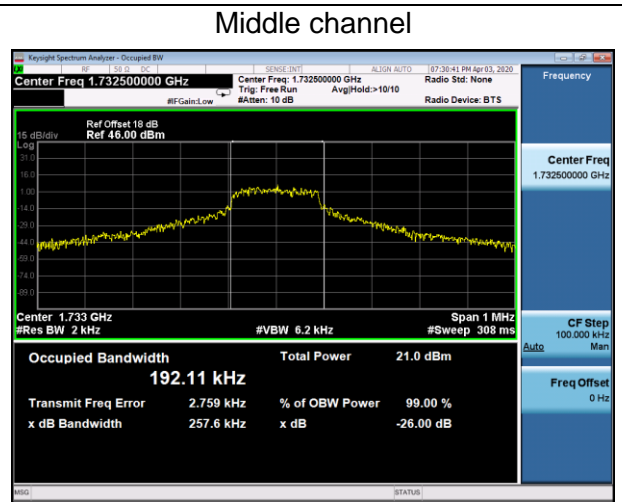 Middle channel
Keysight Spectrum Analyzer - Occupied BW
RF 50 Ω DC SENSE:INT ALIGN AUTO 07:30:41 PM Apr 03, 2020
Center Freq 1.732500000 GHz
Center Freq: 1.732500000 GHz
Radio Std: None
Trig: Free Run Avg|Hold:>10/10
#IFGain:Low
#Atten: 10 dB
Radio Device: BTS
Frequency
Ref Offset 18 dB
15 dB/div Ref 46.00 dBm
Log
31.0
16.0
1.00
-14.0
-29.0
-44.0
-59.0
-74.0
-89.0
Center 1.733 GHz
Span 1 MHz
#Res BW 2 kHz
#VBW 6.2 kHz
#Sweep 308 ms
Center Freq
1.732500000 GHz
CF Step
100.000 kHz
Auto Man
Freq Offset
0 Hz
Occupied Bandwidth
Total Power 21.0 dBm
192.11 kHz
Transmit Freq Error 2.759 kHz % of OBW Power 99.00 %
x dB Bandwidth 257.6 kHz x dB -26.00 dB
MSG
STATUS